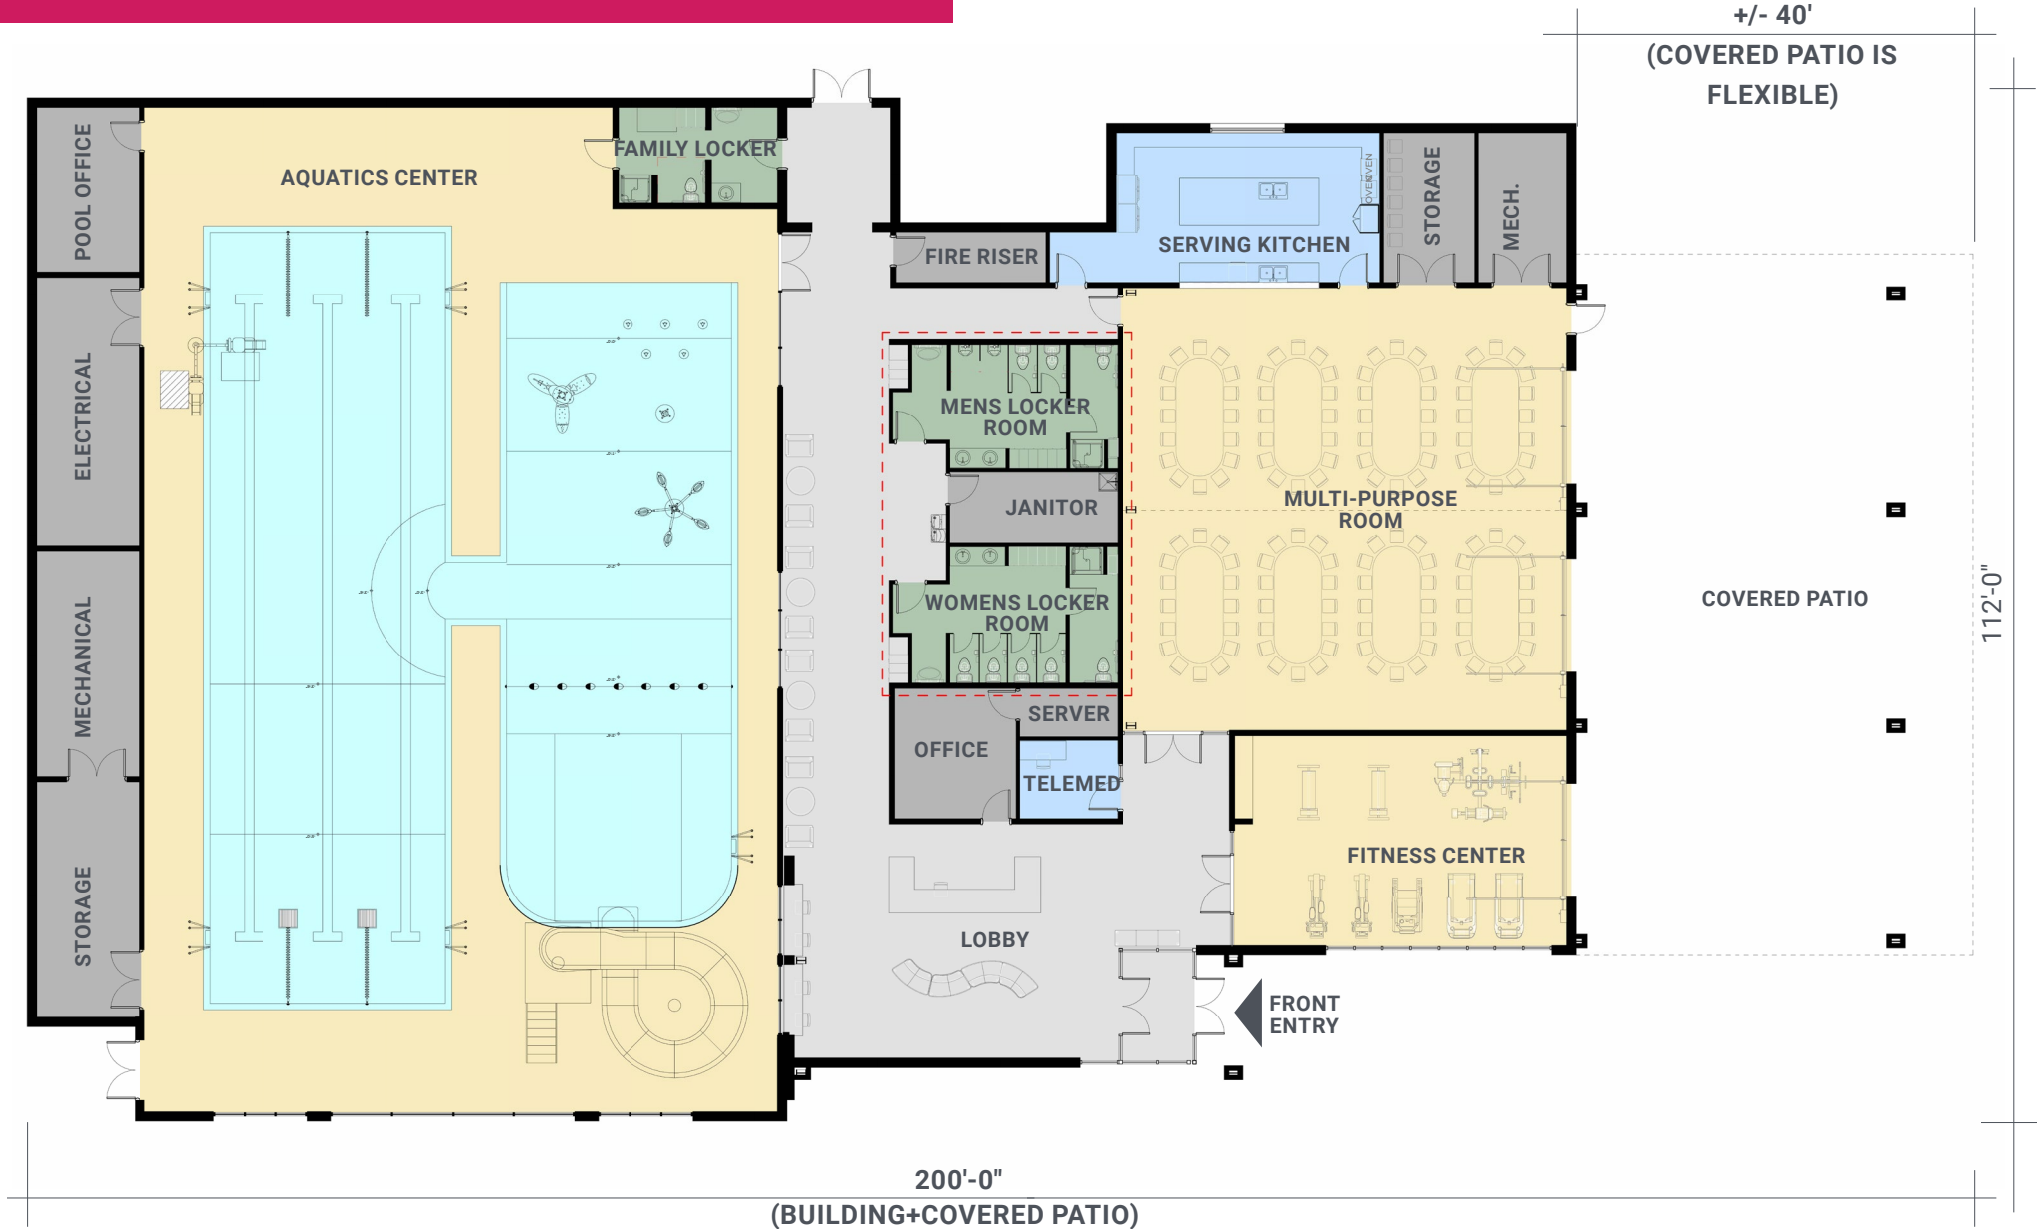 +/- 40'
(COVERED PATIO IS
FLEXIBLE)
POOL OFFICE
AQUATICS CENTER
FAMILY LOCKER
FIRE RISER
SERVING KITCHEN
OVEN
OVEN
STORAGE
MECH.
ELECTRICAL
MENS LOCKER
ROOM
JANITOR
MULTI-PURPOSE
ROOM
WOMENS LOCKER
ROOM
COVERED PATIO
112'-0"
MECHANICAL
SERVER
OFFICE
TELEMED
FITNESS CENTER
STORAGE
LOBBY
FRONT
ENTRY
200'-0"
(BUILDING+COVERED PATIO)